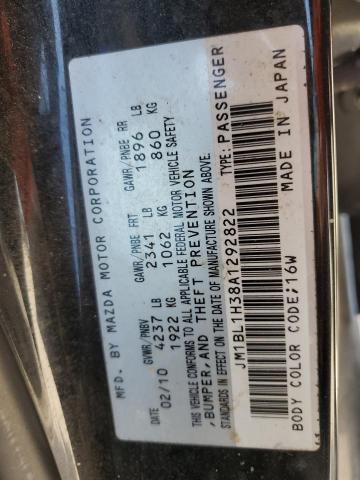 MFD. BY MAZDA MOTOR CORPORATION
DATE GVWR/PNBV GAWR/PNBE FRT GAWR/PNBE RR
02/10 4237 LB 2341 LB 1896 LB
1922 KG 1062 KG 860 KG
THIS VEHICLE CONFORMS TO ALL APPLICABLE FEDERAL MOTOR VEHICLE SAFETY
,BUMPER,AND THEFT PREVENTION
STANDARDS IN EFFECT ON THE DATE OF MANUFACTURE SHOWN ABOVE.
JM1BL1H38A1292822 TYPE: PASSENGER
BODY COLOR CODE;16W MADE IN JAPAN